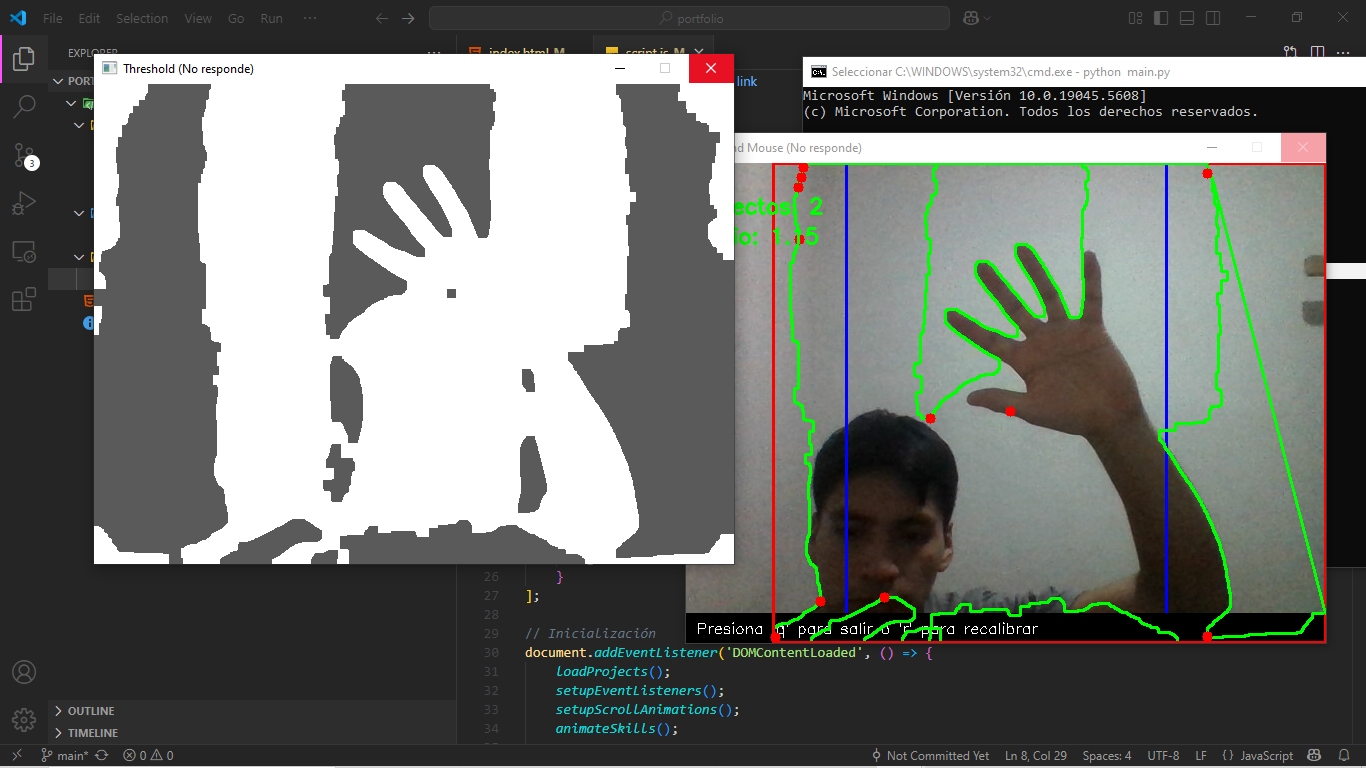 File Edit Selection View Go Run ···
portfolio
EXPLORER
index.html M
script.js M
Threshold (No responde)
link
Seleccionar C:\WINDOWS\system32\cmd.exe - python main.py
Microsoft Windows [Versión 10.0.19045.5608]
(c) Microsoft Corporation. Todos los derechos reservados.
Mouse (No responde)
2
3
Presiona 'q' para salir o 'r' para recalibrar
26 }
27 ];
28
29 // Inicialización
30 document.addEventListener('DOMContentLoaded', () => {
31 loadProjects();
32 setupEventListeners();
33 setupScrollAnimations();
34 animateSkills();
OUTLINE
TIMELINE
main* 0 0 Not Committed Yet Ln 8, Col 29 Spaces: 4 UTF-8 LF {} JavaScript